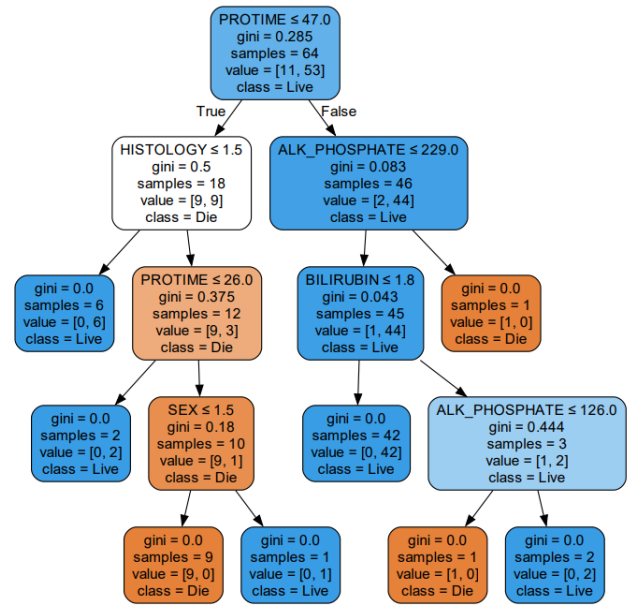 PROTIME ≤ 47.0
gini = 0.285
samples = 64
value = [11, 53]
class = Live
True
False
HISTOLOGY ≤ 1.5
gini = 0.5
samples = 18
value = [9, 9]
class = Die
ALK_PHOSPHATE ≤ 229.0
gini = 0.083
samples = 46
value = [2, 44]
class = Live
gini = 0.0
samples = 6
value = [0, 6]
class = Live
PROTIME ≤ 26.0
gini = 0.375
samples = 12
value = [9, 3]
class = Die
BILIRUBIN ≤ 1.8
gini = 0.043
samples = 45
value = [1, 44]
class = Live
gini = 0.0
samples = 1
value = [1, 0]
class = Die
gini = 0.0
samples = 2
value = [0, 2]
class = Live
SEX ≤ 1.5
gini = 0.18
samples = 10
value = [9, 1]
class = Die
gini = 0.0
samples = 42
value = [0, 42]
class = Live
ALK_PHOSPHATE ≤ 126.0
gini = 0.444
samples = 3
value = [1, 2]
class = Live
gini = 0.0
samples = 9
value = [9, 0]
class = Die
gini = 0.0
samples = 1
value = [0, 1]
class = Live
gini = 0.0
samples = 1
value = [1, 0]
class = Die
gini = 0.0
samples = 2
value = [0, 2]
class = Live